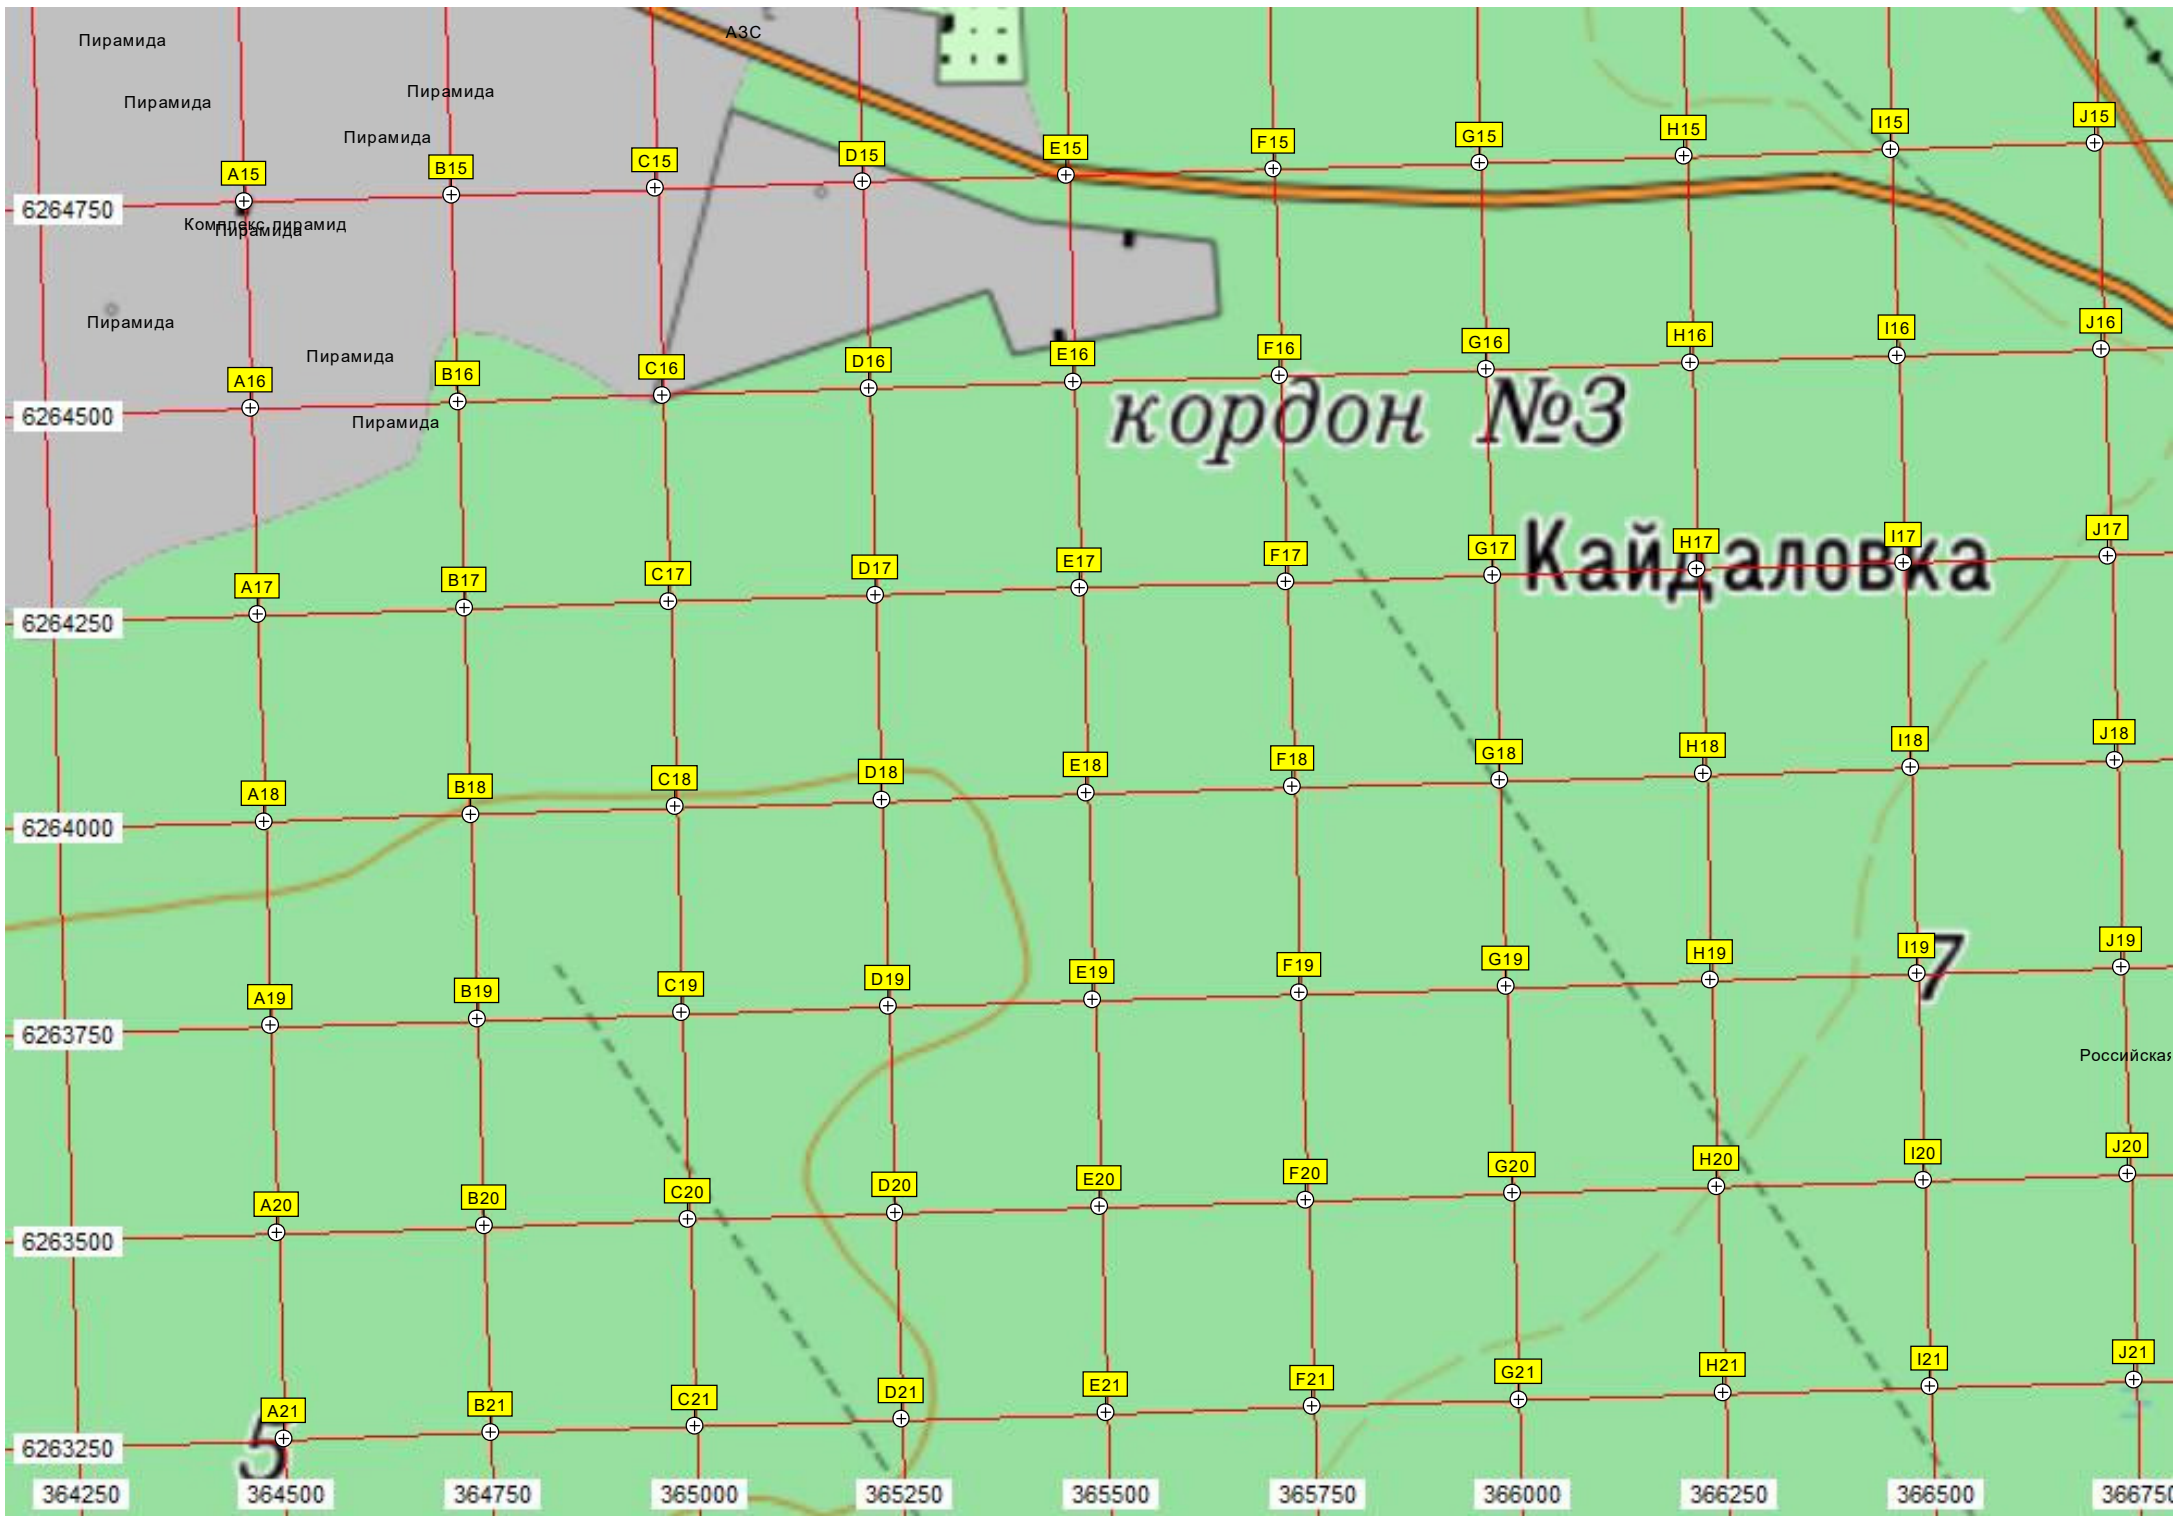 Пирамида
АЗС
Пирамида
Пирамида
Пирамида
A15 B15 C15 D15 E15 F15 G15 H15 I15 J15
6264750
Комплекс пирамид
Пирамида
Пирамида
Пирамида
A16 B16 C16 D16 E16 F16 G16 H16 I16 J16
6264500
Пирамида
кордон №3
Кайдаловка
A17 B17 C17 D17 E17 F17 G17 H17 I17 J17
6264250
A18 B18 C18 D18 E18 F18 G18 H18 I18 J18
6264000
A19 B19 C19 D19 E19 F19 G19 H19 I19 J19
7
6263750
Российская
A20 B20 C20 D20 E20 F20 G20 H20 I20 J20
6263500
A21 B21 C21 D21 E21 F21 G21 H21 I21 J21
5
6263250
364250 364500 364750 365000 365250 365500 365750 366000 366250 366500 366750